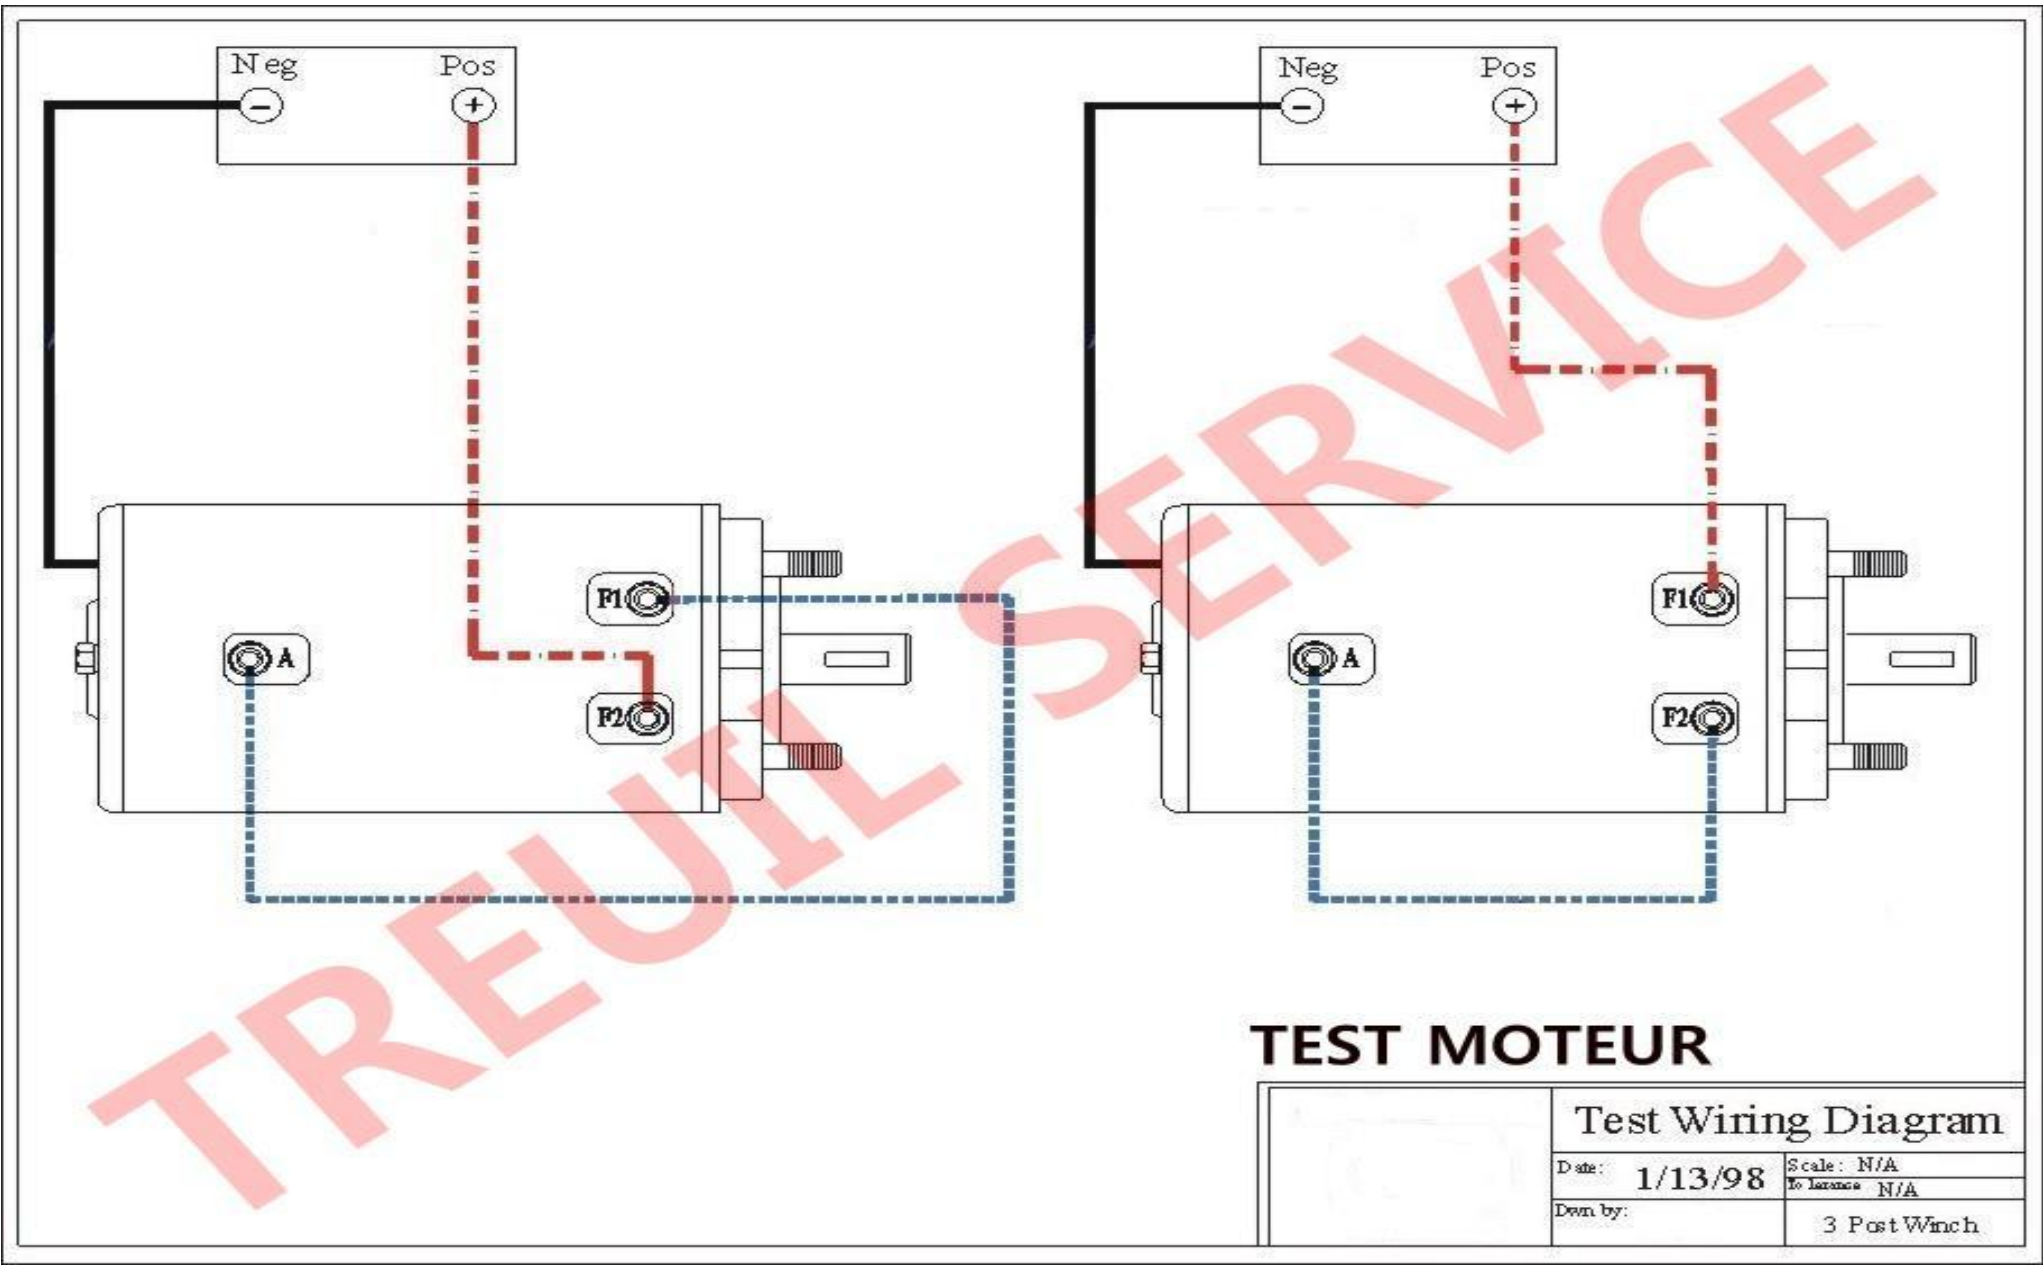 Neg Pos
- +
Neg Pos
- +
F1
A
F2
F1
A
F2
TREUIL SERVICE
TEST MOTEUR
Test Wiring Diagram
Date: 1/13/98
Scale: N/A
Tolerance N/A
Dwn by:
3 Post Winch